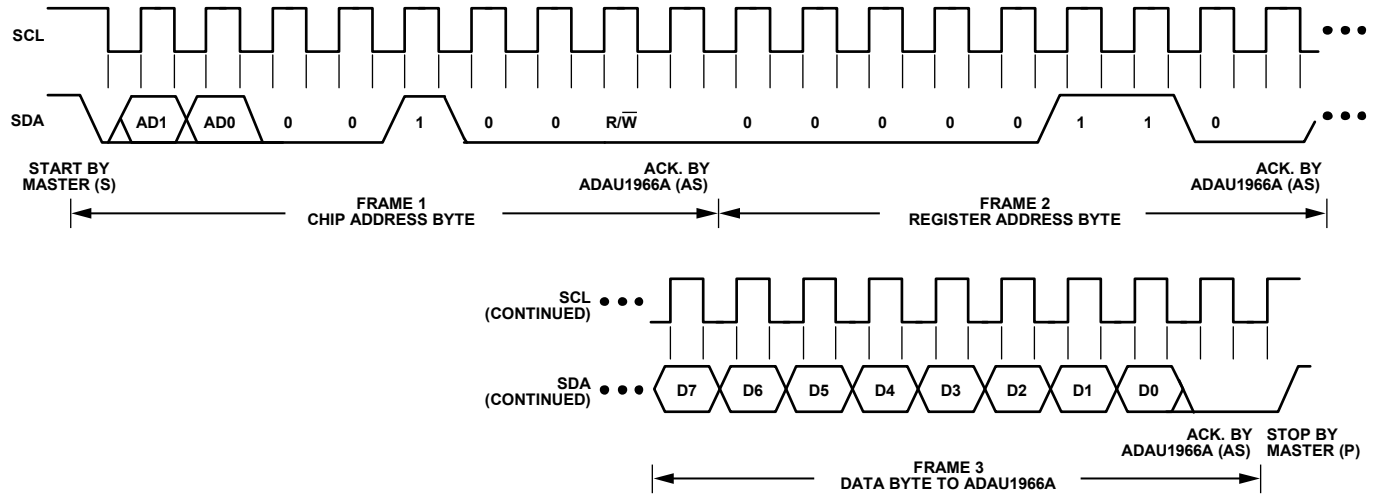 SCL
SDA
AD1 AD0 0 0 1 0 0 R/W̅ 0 0 0 0 0 1 1 0
START BY
MASTER (S)
ACK. BY
ADAU1966A (AS)
ACK. BY
ADAU1966A (AS)
FRAME 1
CHIP ADDRESS BYTE
FRAME 2
REGISTER ADDRESS BYTE
SCL
(CONTINUED)
SDA
(CONTINUED)
D7 D6 D5 D4 D3 D2 D1 D0
ACK. BY
ADAU1966A (AS)
STOP BY
MASTER (P)
FRAME 3
DATA BYTE TO ADAU1966A